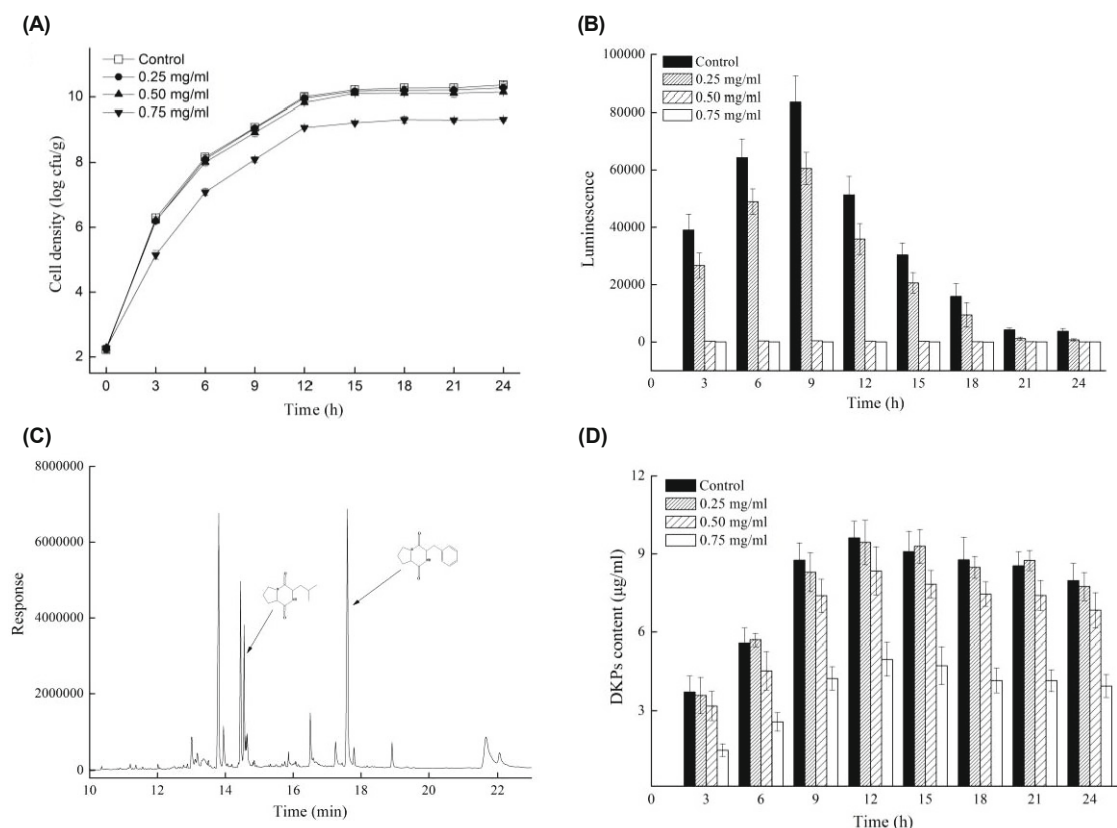 (A)
Control
0.25 mg/ml
0.50 mg/ml
0.75 mg/ml
Cell density (log cfu/g)
10
8
6
4
2
0 3 6 9 12 15 18 21 24
Time (h)
(B)
Control
0.25 mg/ml
0.50 mg/ml
0.75 mg/ml
Luminescence
100000
80000
60000
40000
20000
0
0 3 6 9 12 15 18 21 24
Time (h)
(C)
Response
8000000
6000000
4000000
2000000
0
10 12 14 16 18 20 22
Time (min)
(D)
Control
0.25 mg/ml
0.50 mg/ml
0.75 mg/ml
DKPs content (μg/ml)
12
9
6
3
0 3 6 9 12 15 18 21 24
Time (h)